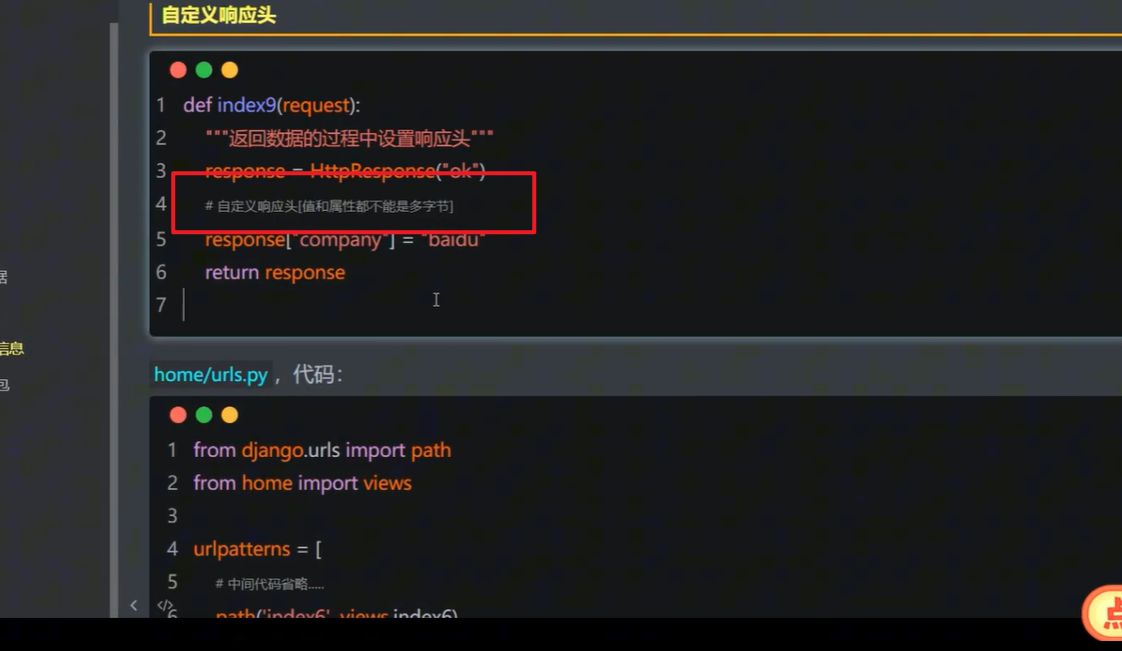 自定义响应头
1 def index9(request):
2 """返回数据的过程中设置响应头"""
3 response = HttpResponse("ok")
4 # 自定义响应头[值和属性都不能是多字节]
5 response["company"] = "baidu"
6 return response
7
信息
包
home/urls.py，代码：
1 from django.urls import path
2 from home import views
3
4 urlpatterns = [
5 # 中间代码省略.....
6 path('index6', views.index6),